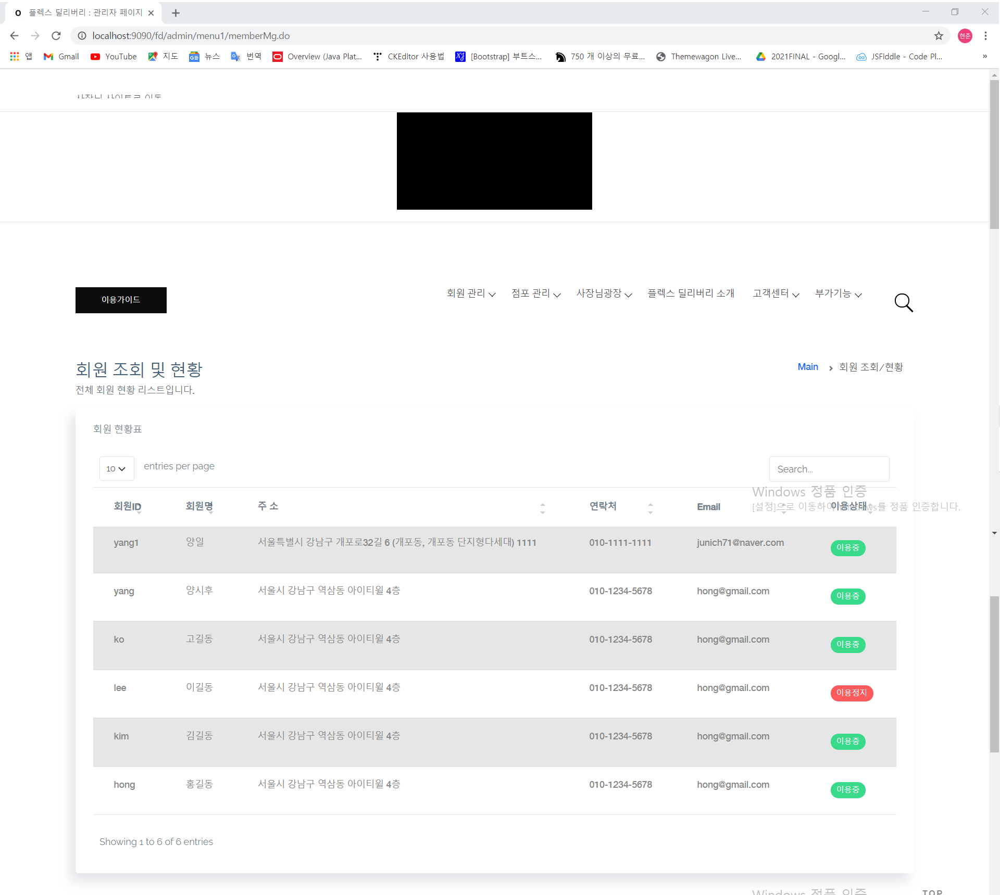 O 플렉스 딜리버리 : 관리자 페이지
localhost:9090/fd/admin/menu1/memberMg.do 현준
앱 Gmail YouTube 지도 뉴스 번역 Overview (Java Plat... CKEditor 사용법 [Bootstrap] 부트스... 750 개 이상의 무료... Themewagon Live... 2021FINAL - Googl... JSFiddle - Code Pl... »
사장님 사이트로 이동
이용가이드 회원 관리 점포 관리 사장님광장 플렉스 딜리버리 소개 고객센터 부가기능
회원 조회 및 현황 Main 회원 조회/현황
전체 회원 현황 리스트입니다.
회원 현황표
10 entries per page Search...
Windows 정품 인증
[설정]으로 이동하여 Windows를 정품 인증합니다.
회원ID 회원명 주 소 연락처 Email 이용상태
yang1 양일 서울특별시 강남구 개포로32길 6 (개포동, 개포동 단지형다세대) 1111 010-1111-1111 junich71@naver.com 이용중
yang 양시후 서울시 강남구 역삼동 아이티윌 4층 010-1234-5678 hong@gmail.com 이용중
ko 고길동 서울시 강남구 역삼동 아이티윌 4층 010-1234-5678 hong@gmail.com 이용중
lee 이길동 서울시 강남구 역삼동 아이티윌 4층 010-1234-5678 hong@gmail.com 이용정지
kim 김길동 서울시 강남구 역삼동 아이티윌 4층 010-1234-5678 hong@gmail.com 이용중
hong 홍길동 서울시 강남구 역삼동 아이티윌 4층 010-1234-5678 hong@gmail.com 이용중
Showing 1 to 6 of 6 entries
Windows 정품 인증 TOP